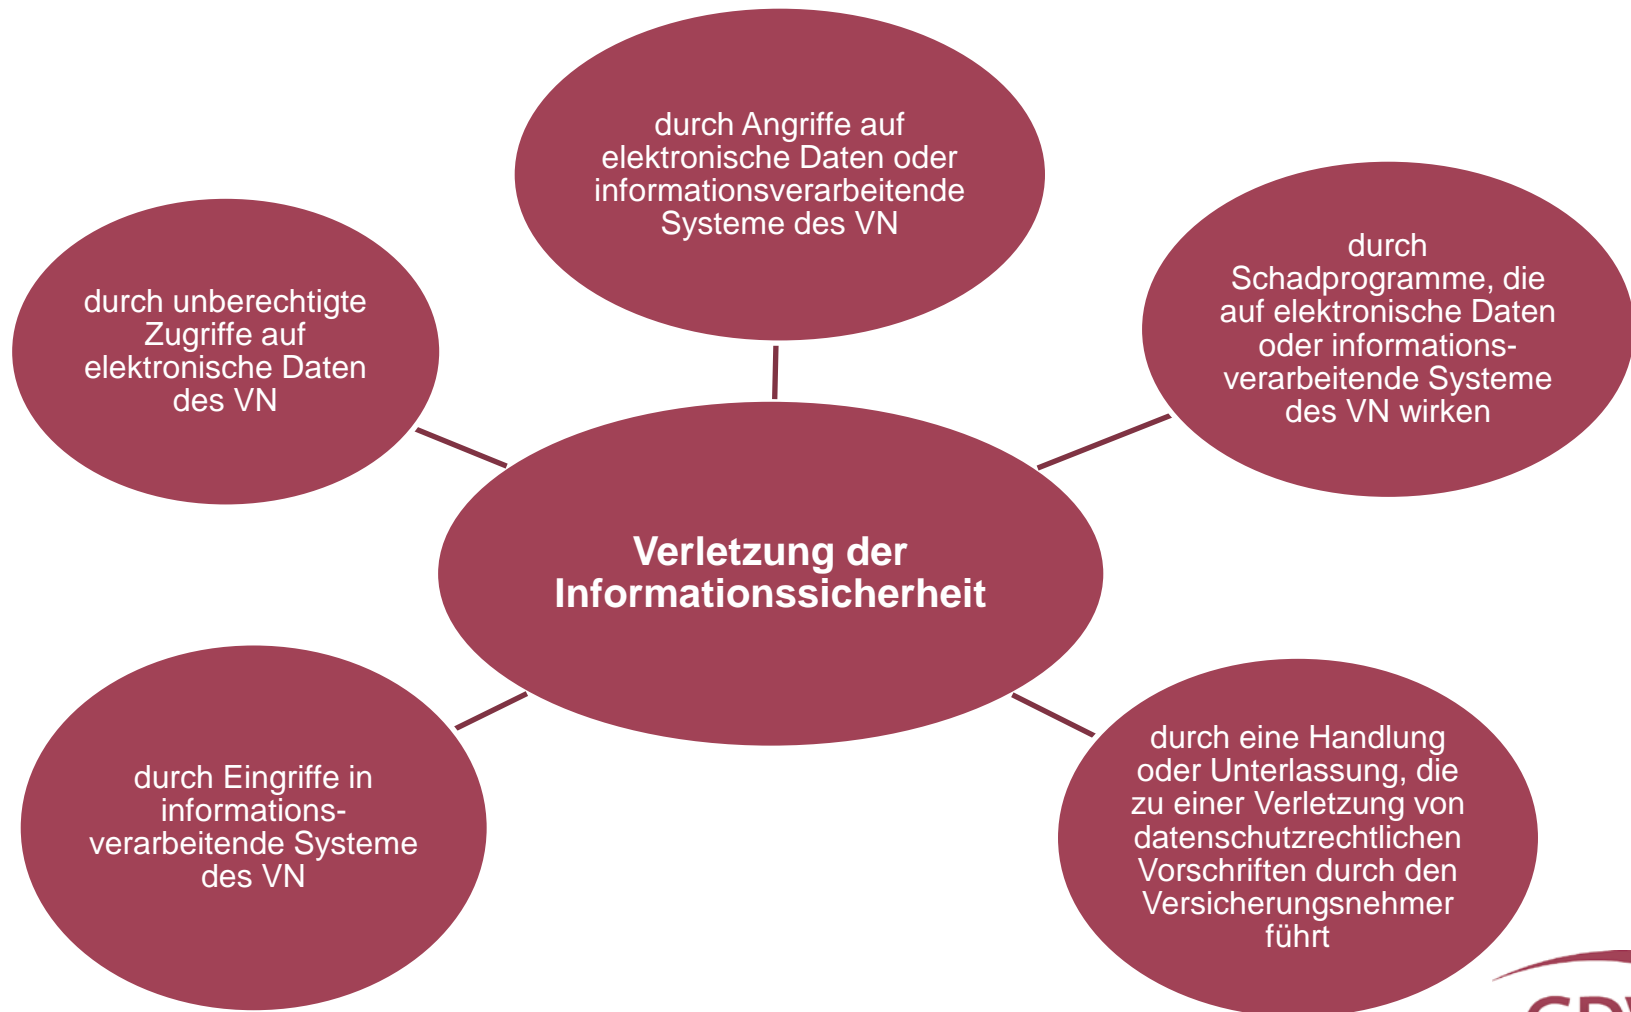 durch Angriffe auf
elektronische Daten oder
informationsverarbeitende
Systeme des VN
durch unberechtigte
Zugriffe auf
elektronische Daten
des VN
durch
Schadprogramme, die
auf elektronische Daten
oder informations-
verarbeitende Systeme
des VN wirken
Verletzung der
Informationssicherheit
durch Eingriffe in
informations-
verarbeitende Systeme
des VN
durch eine Handlung
oder Unterlassung, die
zu einer Verletzung von
datenschutzrechtlichen
Vorschriften durch den
Versicherungsnehmer
führt